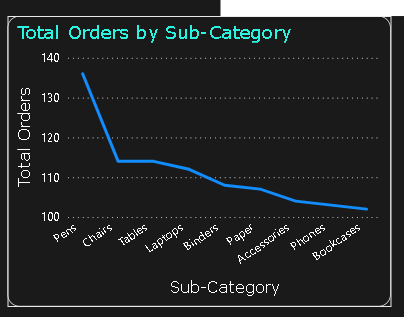 Total Orders by Sub-Category
140
130
120
110
100
Total Orders
Pens
Chairs
Tables
Laptops
Binders
Paper
Accessories
Phones
Bookcases
Sub-Category